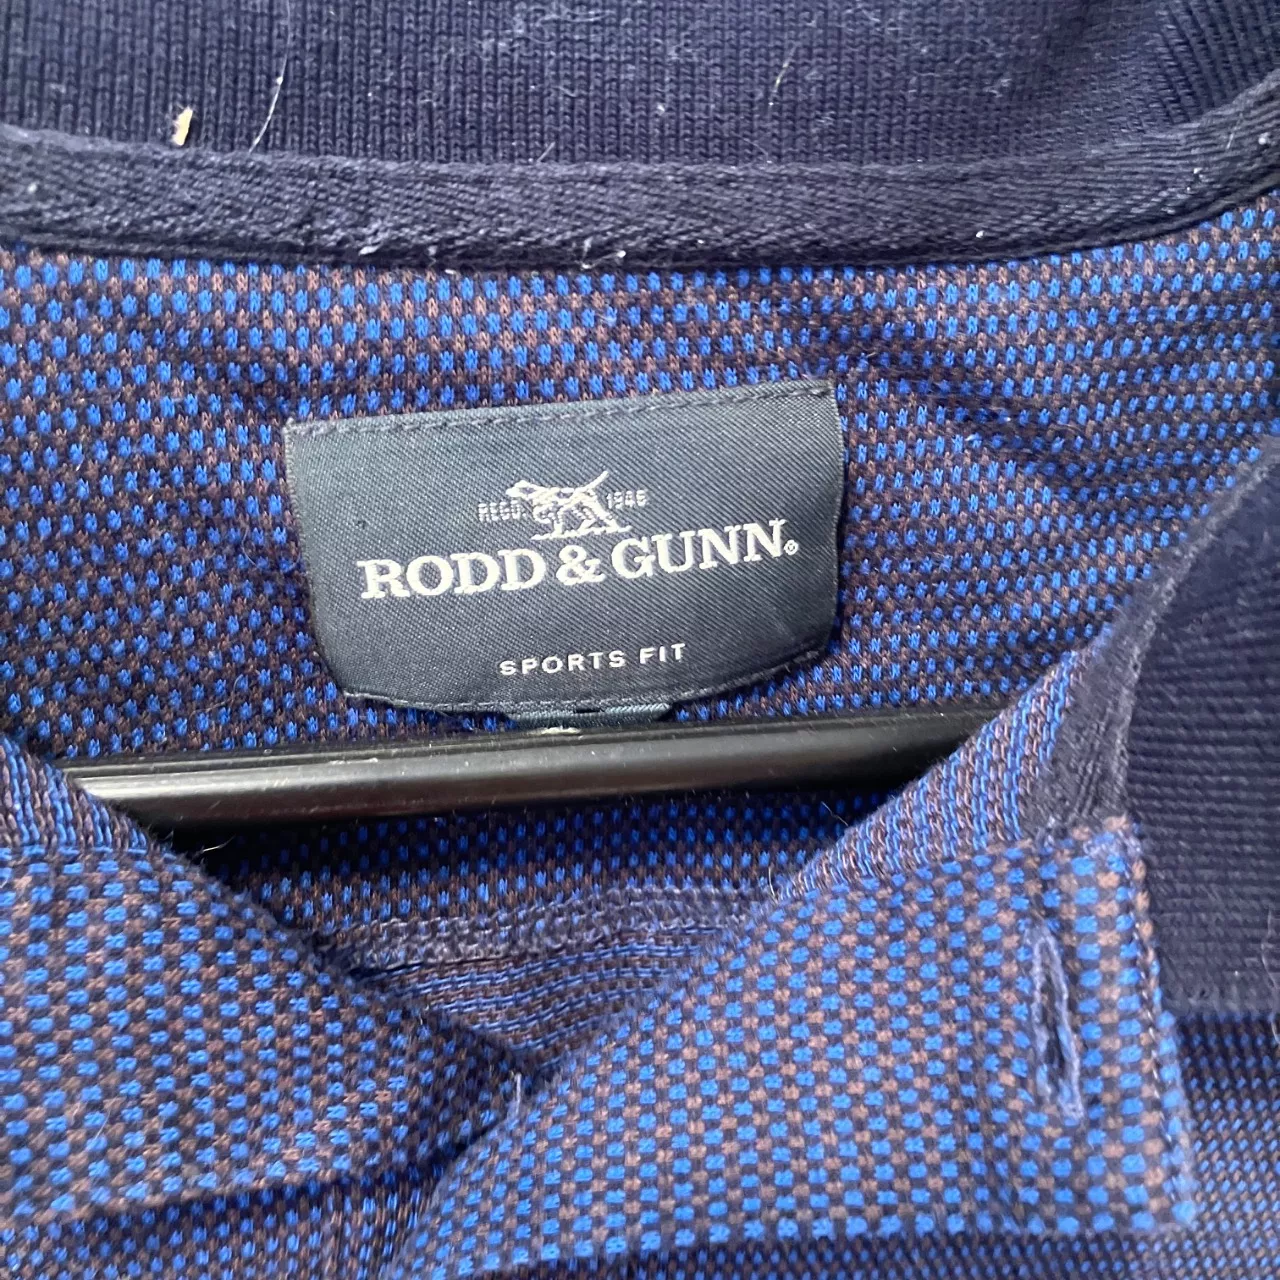 REGD 1946
RODD & GUNN®
SPORTS FIT